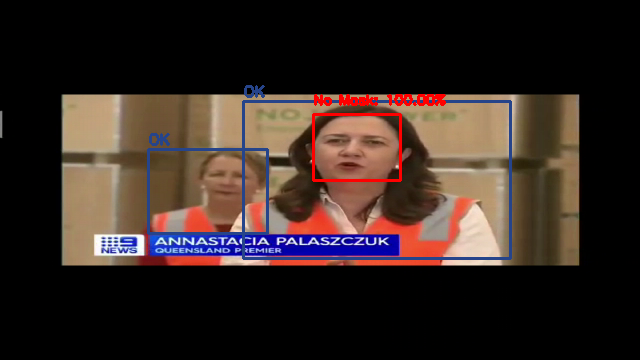 OK
No Mask: 100.00%
OK
9
NEWS
ANNASTACIA PALASZCZUK
QUEENSLAND PREMIER